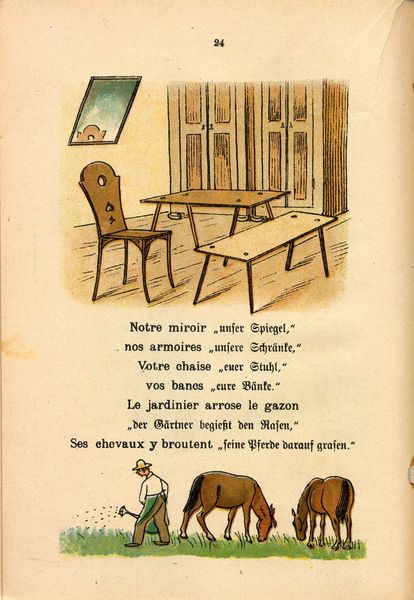 24
Notre miroir „unser Spiegel,“
nos armoires „unsere Schränke,“
Votre chaise „euer Stuhl,“
vos bancs „eure Bänke.“
Le jardinier arrose le gazon
„der Gärtner begießt den Rasen,“
Ses chevaux y broutent „seine Pferde darauf grasen.“